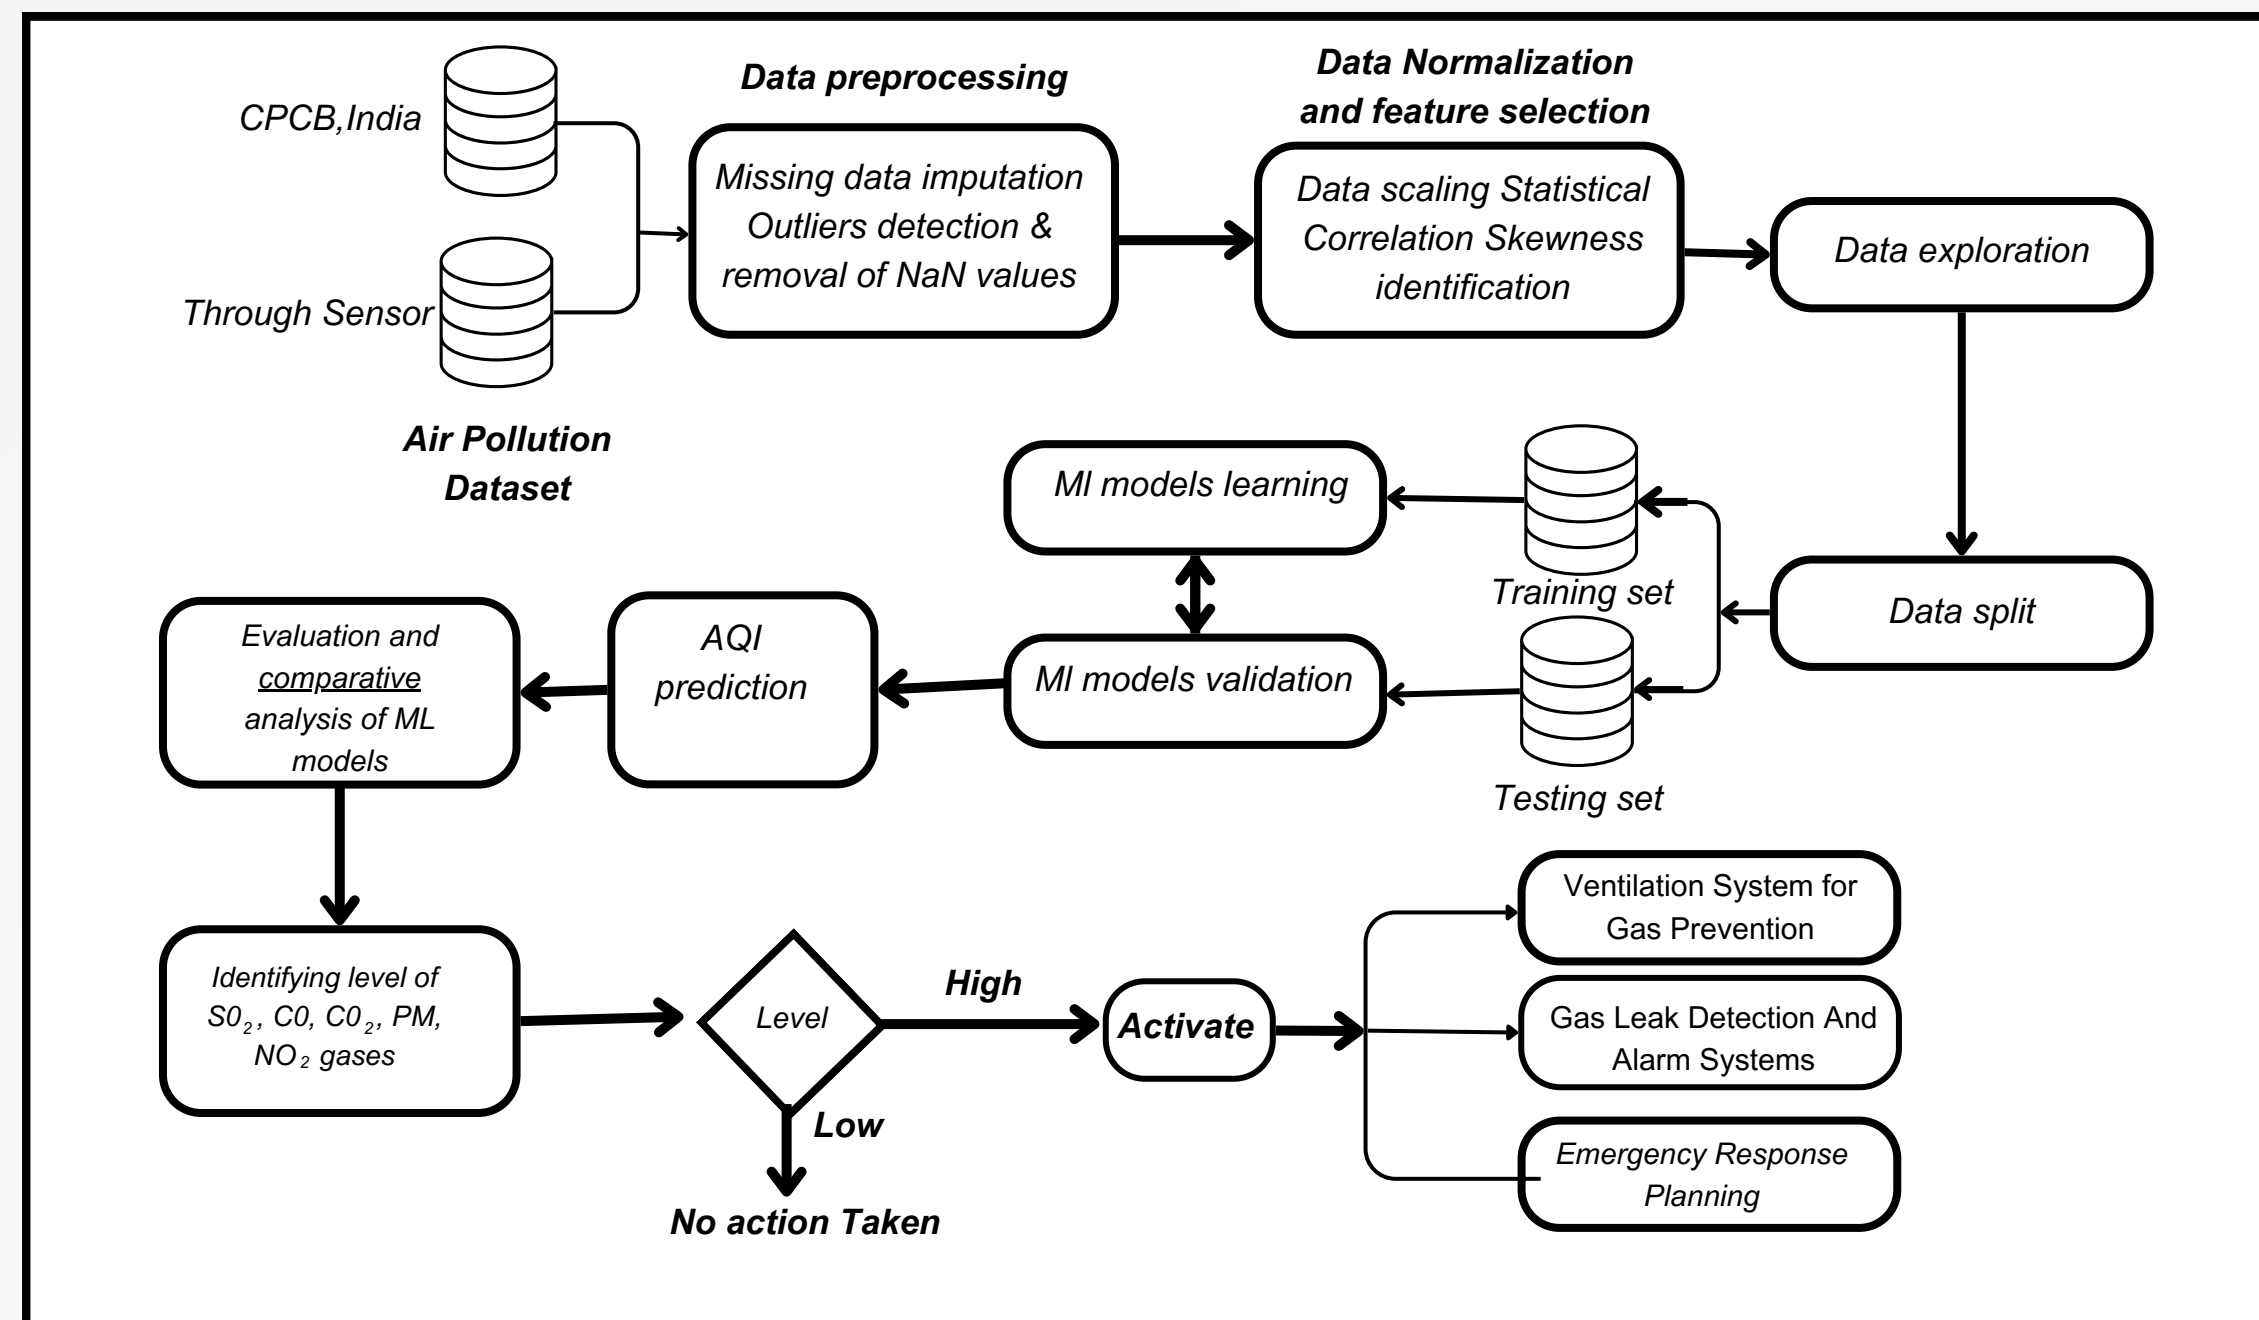 CPCB,India
Through Sensor
Air Pollution
Dataset
Data preprocessing
Missing data imputation
Outliers detection &
removal of NaN values
Data Normalization
and feature selection
Data scaling Statistical
Correlation Skewness
identification
Data exploration
Data split
Training set
Testing set
Ml models learning
Ml models validation
AQI
prediction
Evaluation and
comparative
analysis of ML
models
Identifying level of
S0₂, C0, C0₂, PM,
NO₂ gases
Level
High
Low
No action Taken
Activate
Ventilation System for
Gas Prevention
Gas Leak Detection And
Alarm Systems
Emergency Response
Planning